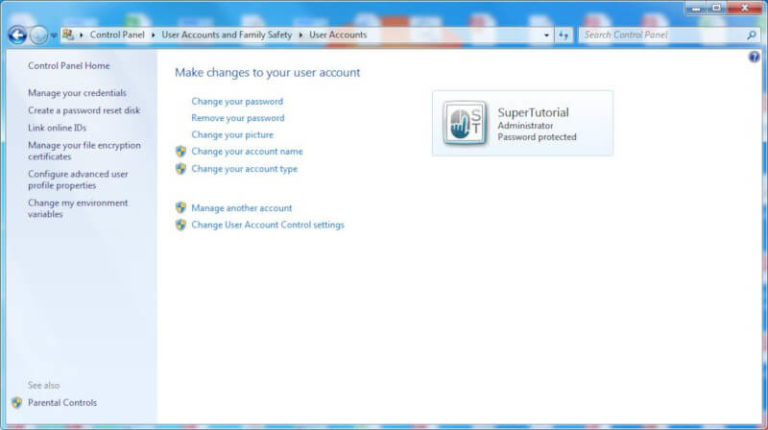 Control Panel ▸ User Accounts and Family Safety ▸ User Accounts
Search Control Panel
Control Panel Home
Manage your credentials
Create a password reset disk
Link online IDs
Manage your file encryption
certificates
Configure advanced user
profile properties
Change my environment
variables
See also
Parental Controls
Make changes to your user account
Change your password
Remove your password
Change your picture
Change your account name
Change your account type
Manage another account
Change User Account Control settings
ST
SuperTutorial
Administrator
Password protected